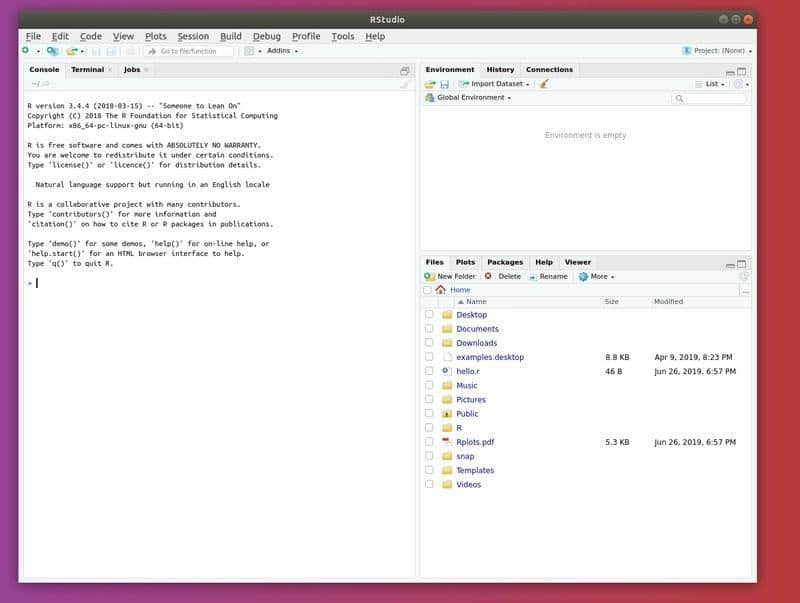 RStudio
File Edit Code View Plots Session Build Debug Profile Tools Help
Go to file/function Addins Project: (None)
Console Terminal Jobs
~/
R version 3.4.4 (2018-03-15) -- "Someone to Lean On"
Copyright (C) 2018 The R Foundation for Statistical Computing
Platform: x86_64-pc-linux-gnu (64-bit)
R is free software and comes with ABSOLUTELY NO WARRANTY.
You are welcome to redistribute it under certain conditions.
Type 'license()' or 'licence()' for distribution details.
Natural language support but running in an English locale
R is a collaborative project with many contributors.
Type 'contributors()' for more information and
'citation()' on how to cite R or R packages in publications.
Type 'demo()' for some demos, 'help()' for on-line help, or
'help.start()' for an HTML browser interface to help.
Type 'q()' to quit R.
>
Environment History Connections
Import Dataset List
Global Environment
Environment is empty
Files Plots Packages Help Viewer
New Folder Delete Rename More
Home ...
Name Size Modified
Desktop
Documents
Downloads
examples.desktop 8.8 KB Apr 9, 2019, 8:23 PM
hello.r 46 B Jun 26, 2019, 6:57 PM
Music
Pictures
Public
R
Rplots.pdf 5.3 KB Jun 26, 2019, 6:57 PM
snap
Templates
Videos